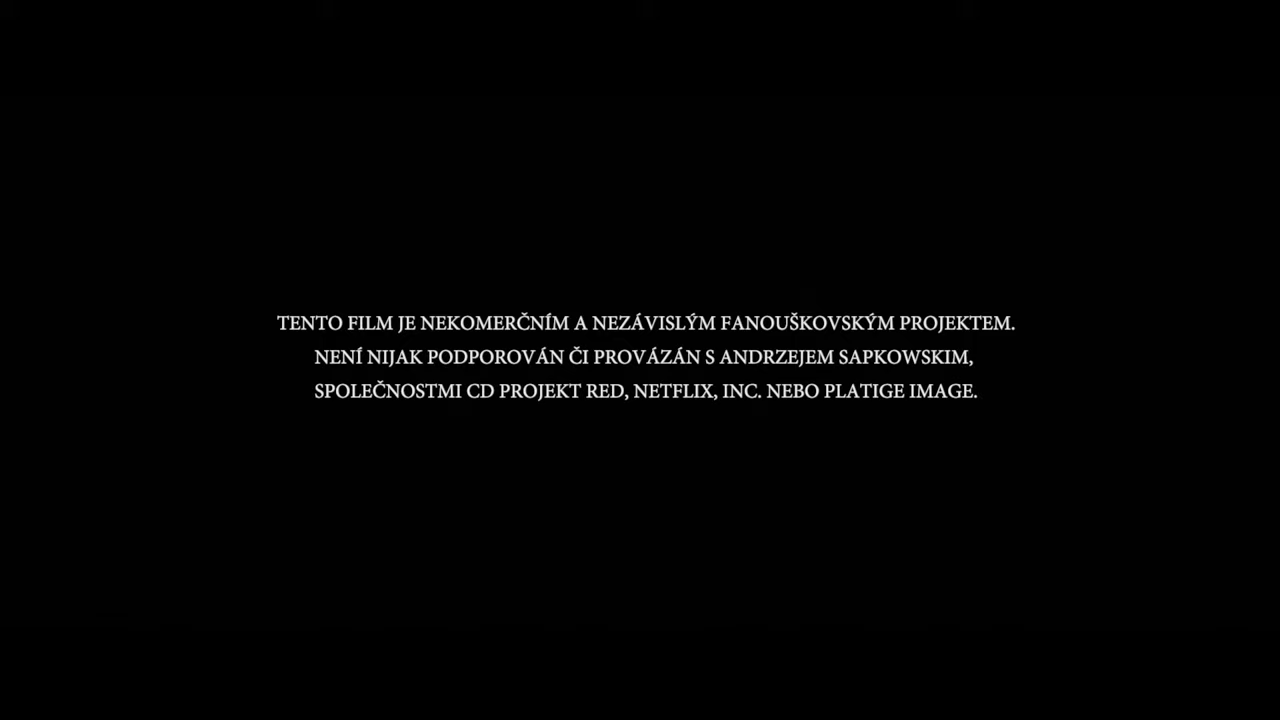 TENTO FILM JE NEKOMERČNÍM A NEZÁVISLÝM FANOUŠKOVSKÝM PROJEKTEM.
NENÍ NIJAK PODPOROVÁN ČI PROVÁZÁN S ANDRZEJEM SAPKOWSKIM,
SPOLEČNOSTMI CD PROJEKT RED, NETFLIX, INC. NEBO PLATIGE IMAGE.